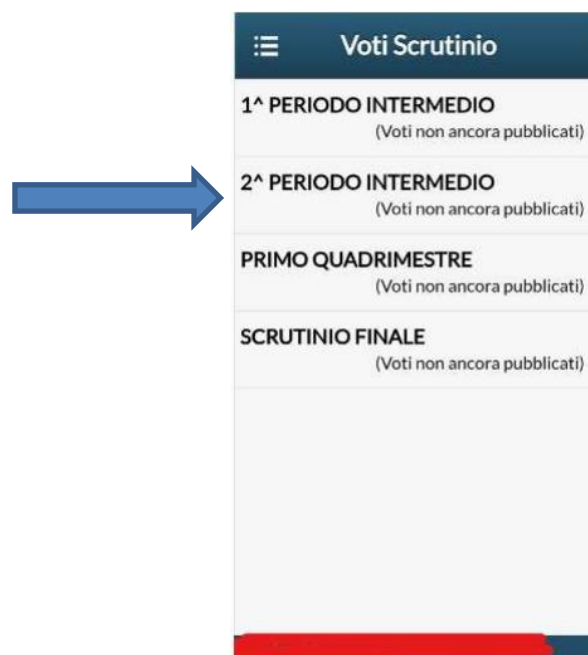 Voti Scrutinio
1^ PERIODO INTERMEDIO
(Voti non ancora pubblicati)
2^ PERIODO INTERMEDIO
(Voti non ancora pubblicati)
PRIMO QUADRIMESTRE
(Voti non ancora pubblicati)
SCRUTINIO FINALE
(Voti non ancora pubblicati)